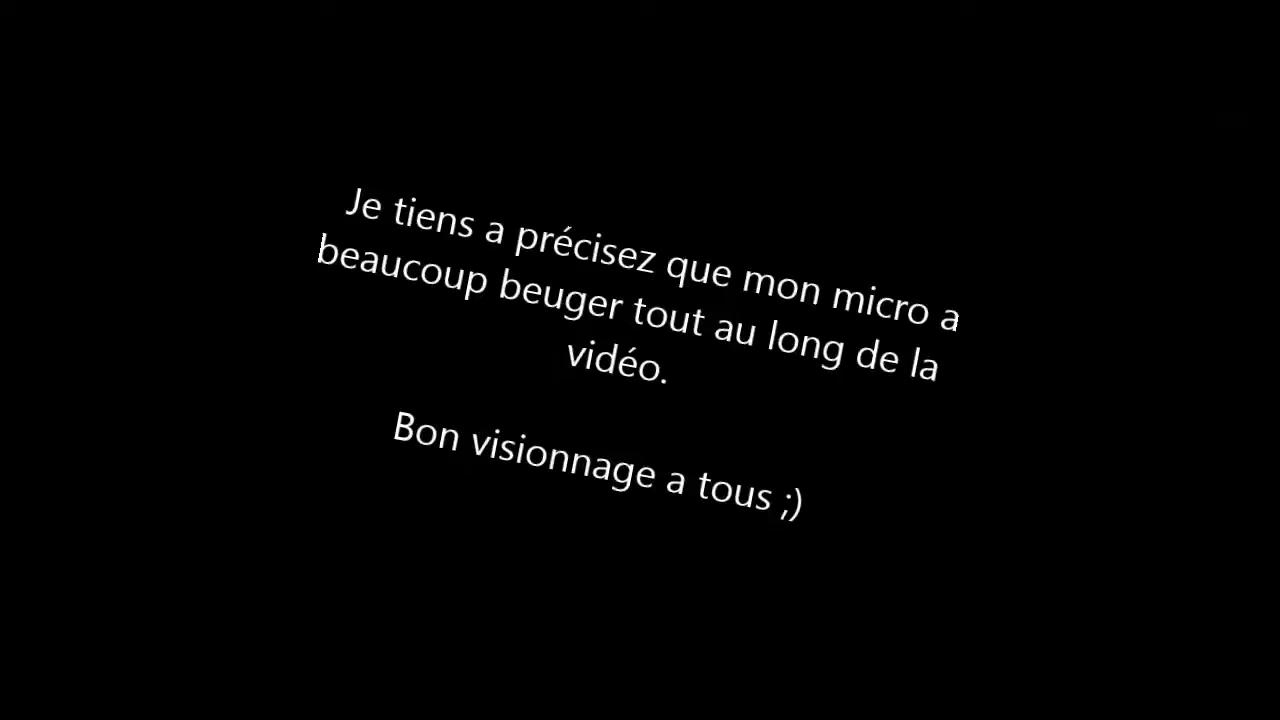 Je tiens a précisez que mon micro a
beaucoup beuger tout au long de la
vidéo.
Bon visionnage a tous ;)